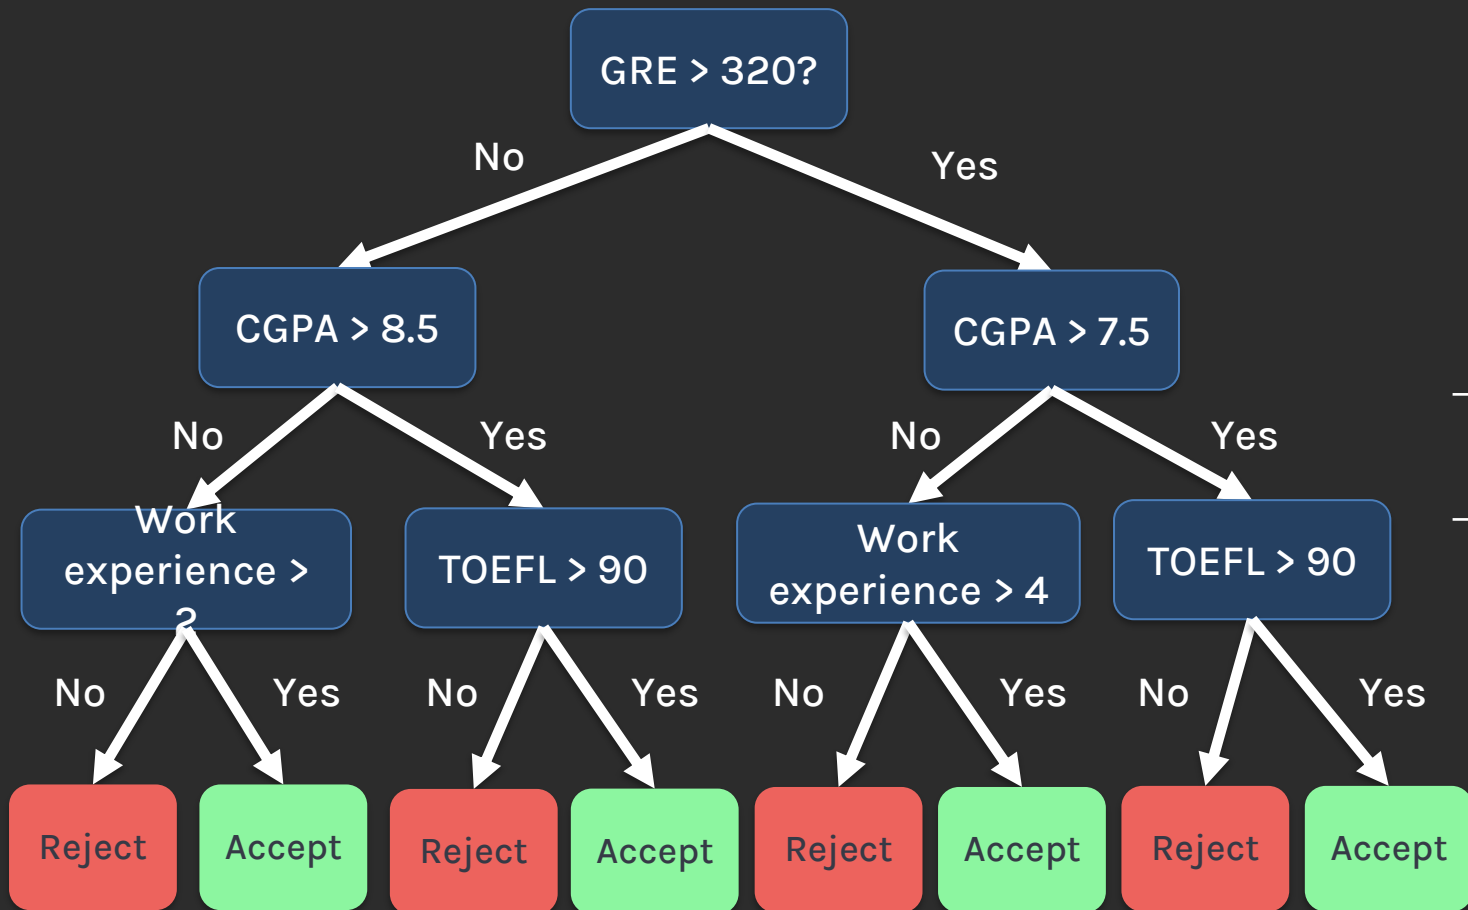 GRE > 320?
No
Yes
CGPA > 8.5
CGPA > 7.5
No
Yes
No
Yes
Work
experience >
2
TOEFL > 90
Work
experience > 4
TOEFL > 90
No
Yes
No
Yes
No
Yes
No
Yes
Reject
Accept
Reject
Accept
Reject
Accept
Reject
Accept